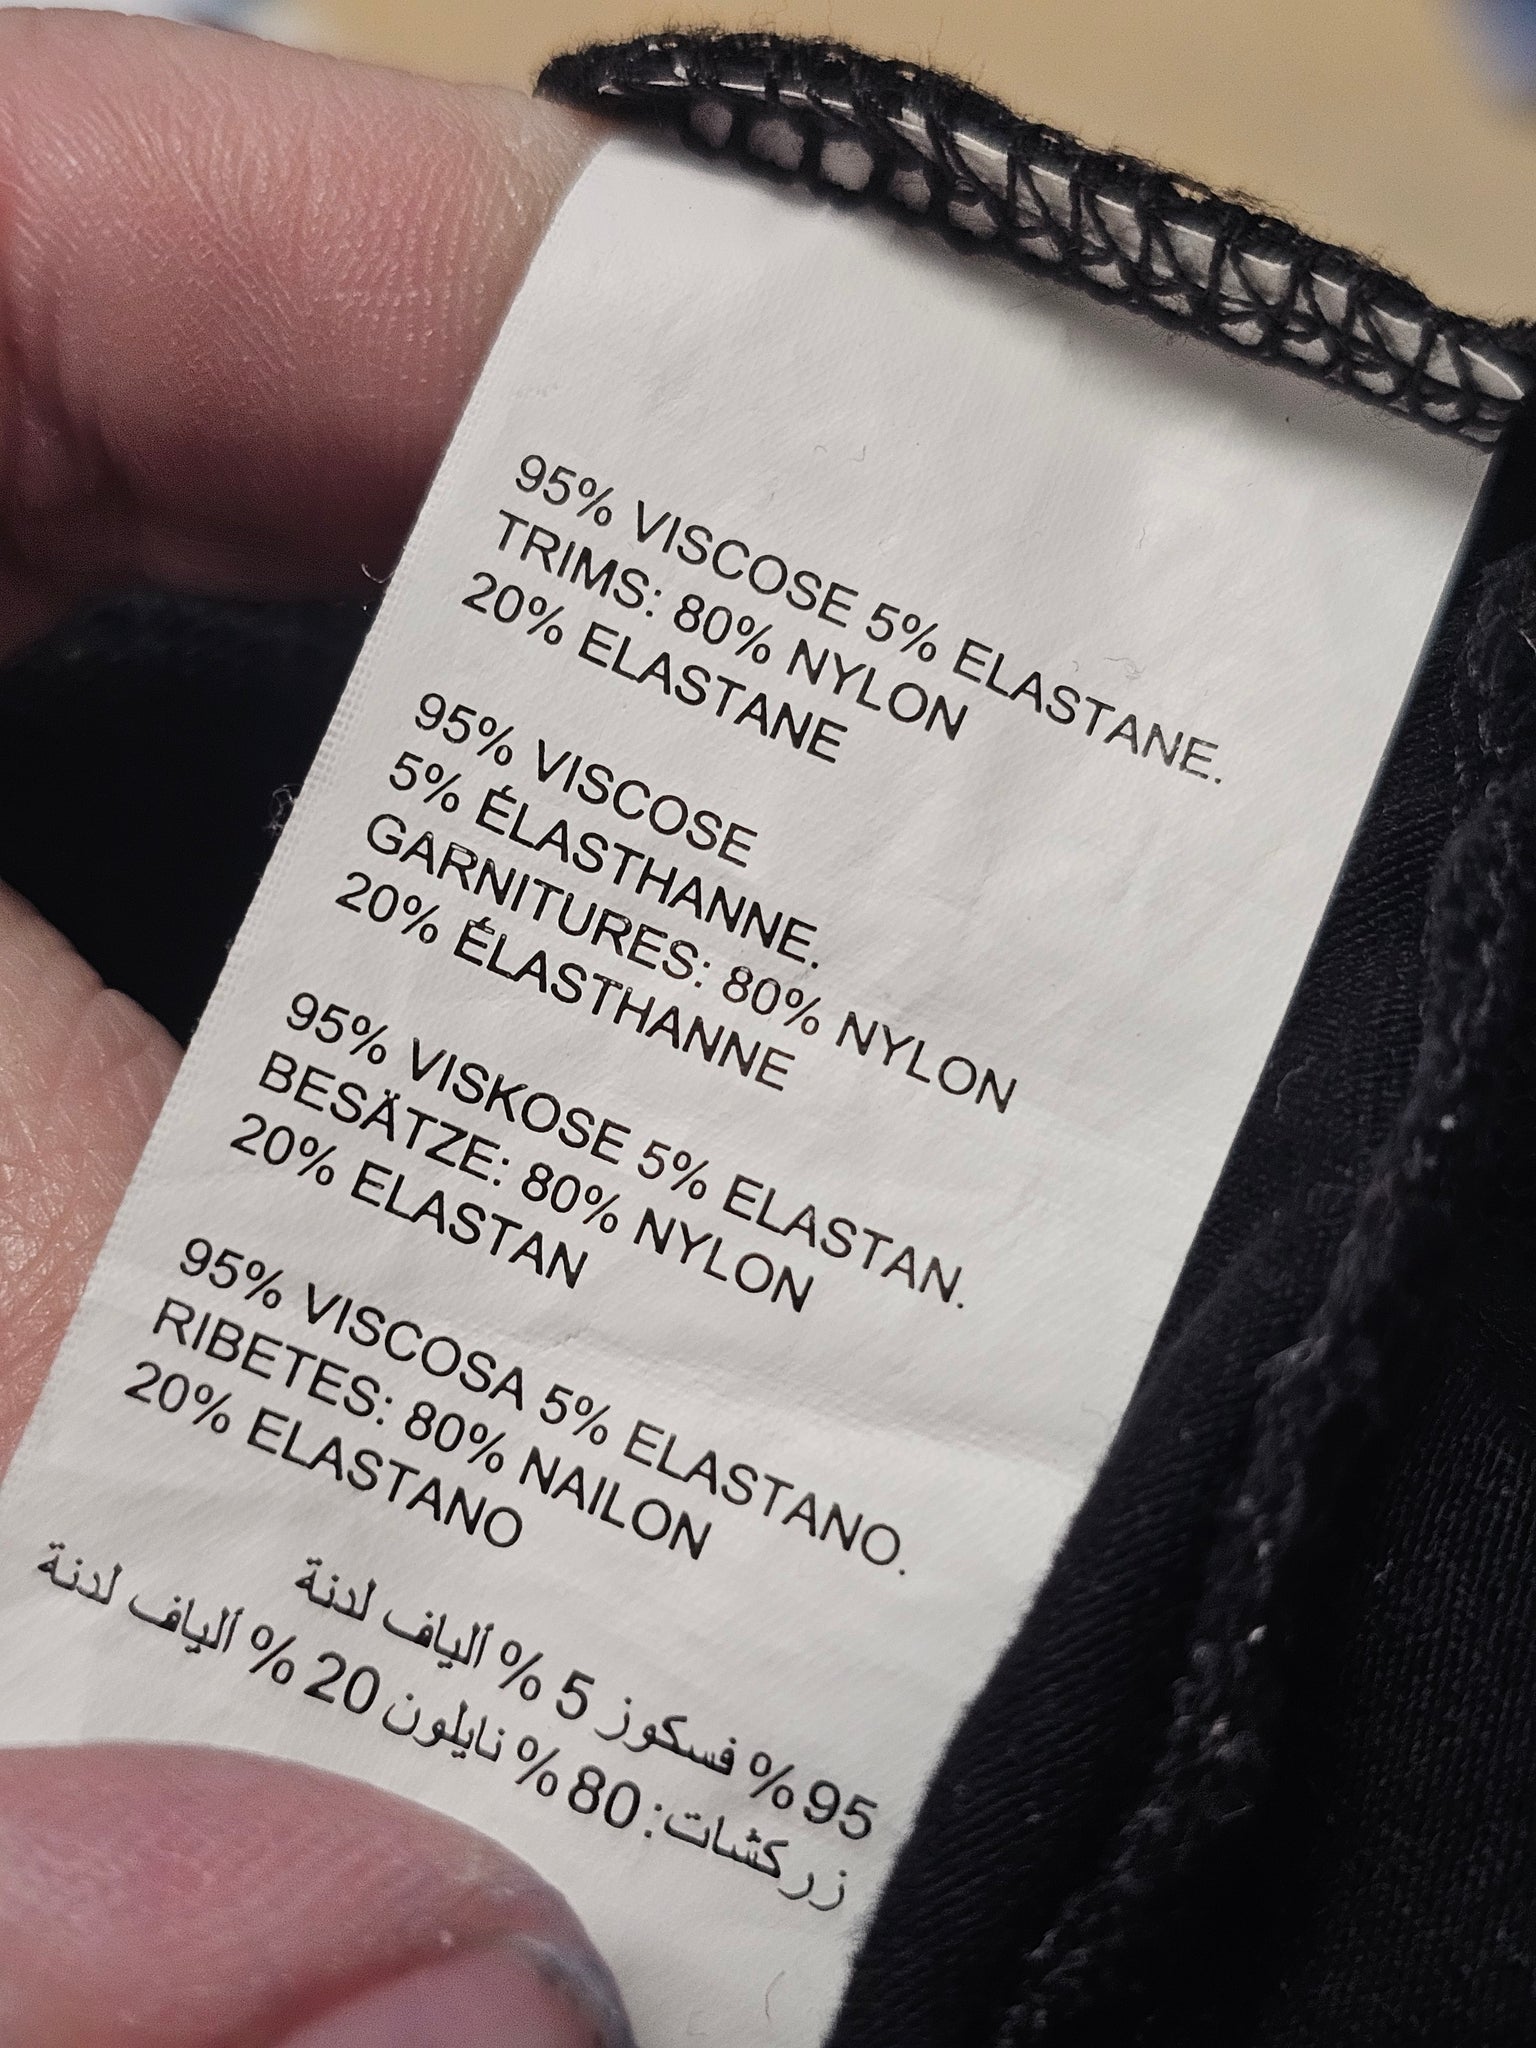 95% VISCOSE 5% ELASTANE.
TRIMS: 80% NYLON
20% ELASTANE
95% VISCOSE
5% ÉLASTHANNE.
GARNITURES: 80% NYLON
20% ÉLASTHANNE
95% VISKOSE 5% ELASTAN.
BESÄTZE: 80% NYLON
20% ELASTAN
95% VISCOSA 5% ELASTANO.
RIBETES: 80% NAILON
20% ELASTANO
95% فسكوز 5 % ألياف لدنة
زركشات: 80% نايلون 20 % ألياف لدنة